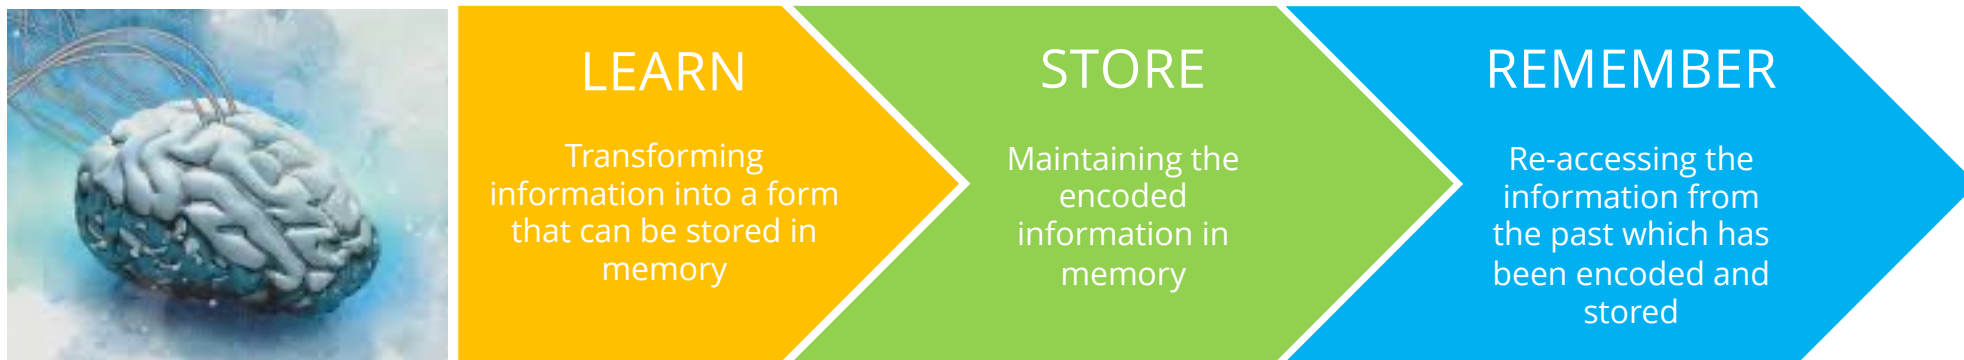 LEARN
Transforming
information into a form
that can be stored in
memory
STORE
Maintaining the
encoded
information in
memory
REMEMBER
Re-accessing the
information from
the past which has
been encoded and
stored